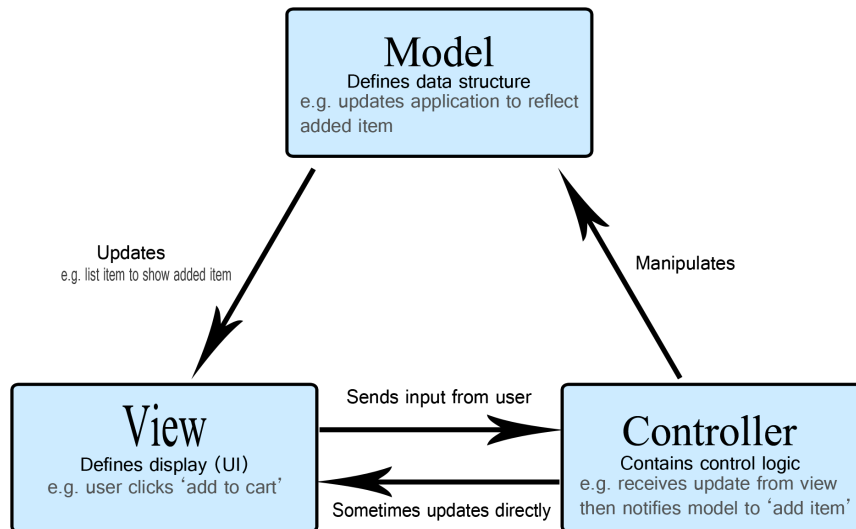 Model
Defines data structure
e.g. updates application to reflect
added item
Updates
e.g. list item to show added item
Manipulates
View
Defines display (UI)
e.g. user clicks ‘add to cart’
Sends input from user
Sometimes updates directly
Controller
Contains control logic
e.g. receives update from view
then notifies model to ‘add item’